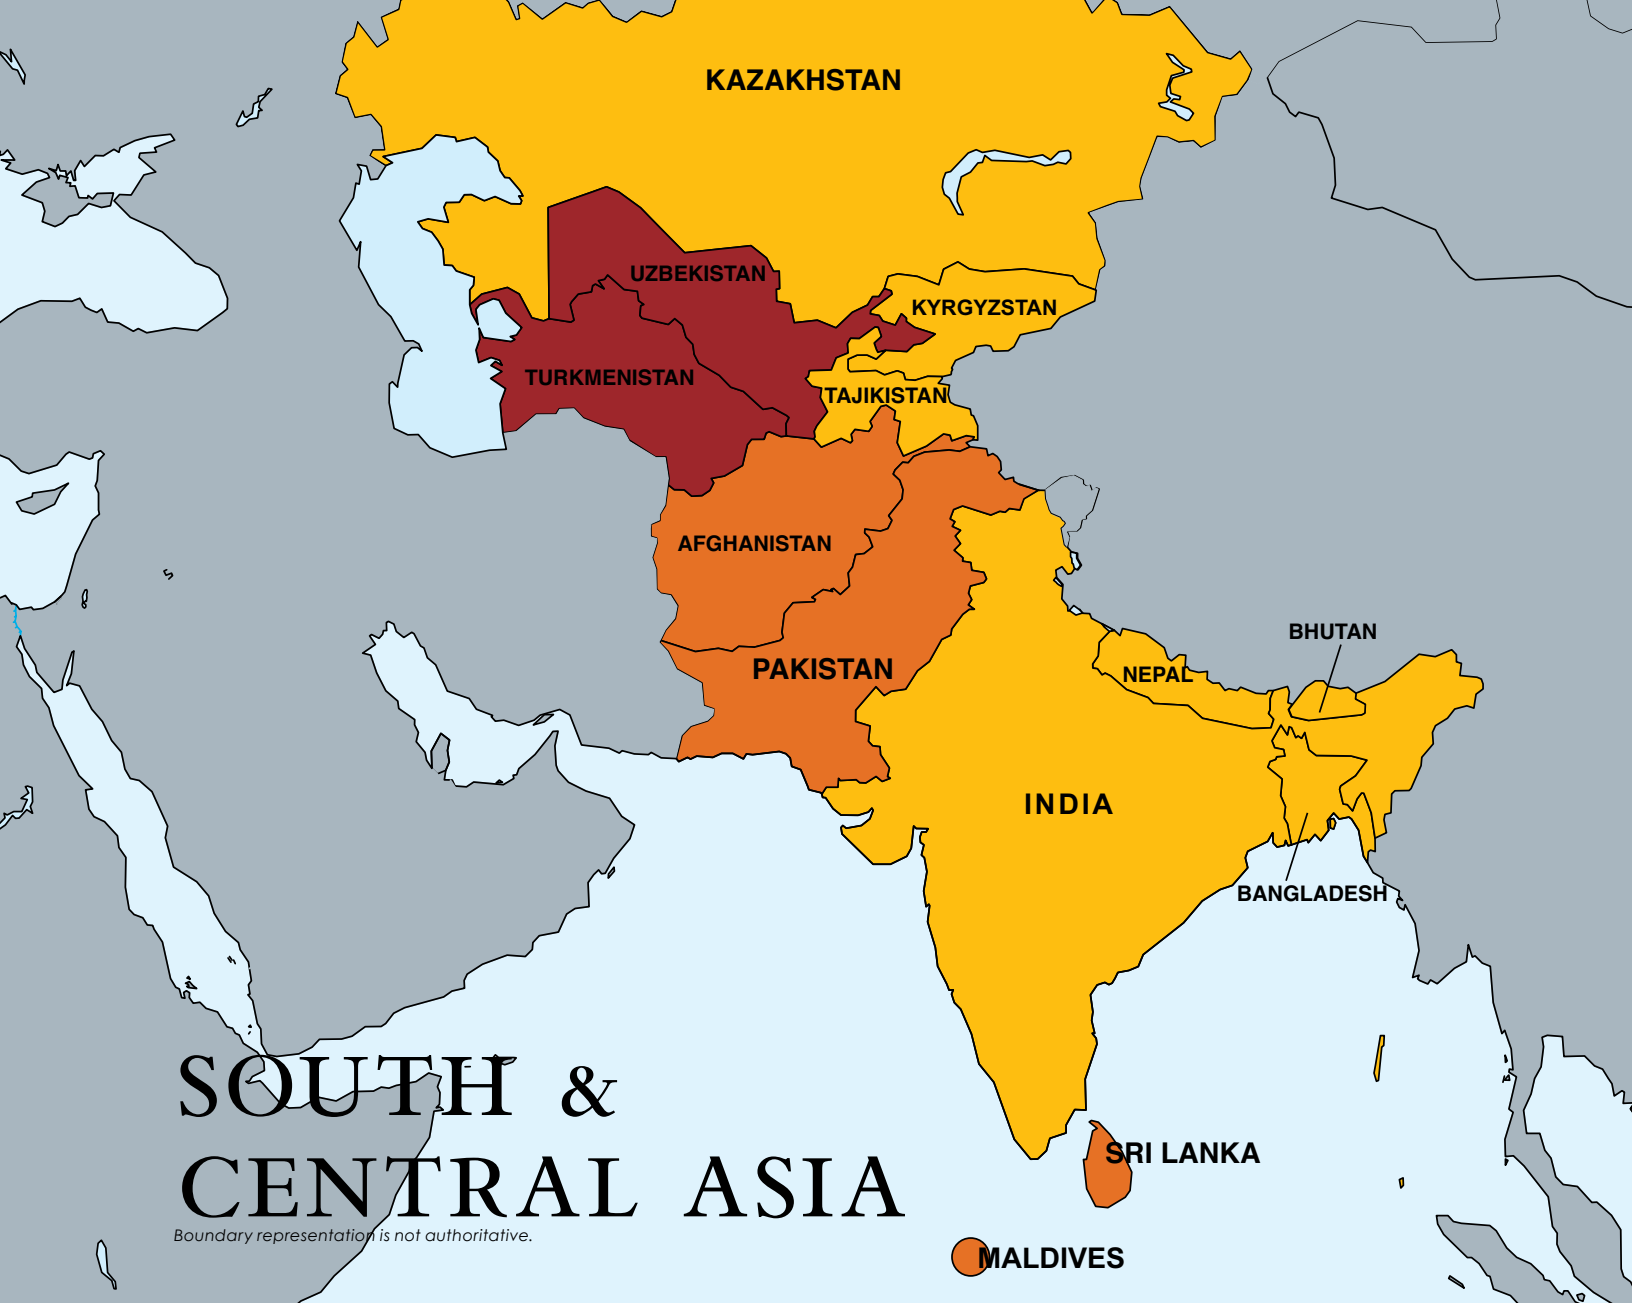 KAZAKHSTAN
UZBEKISTAN
KYRGYZSTAN
TURKMENISTAN
TAJIKISTAN
AFGHANISTAN
BHUTAN
PAKISTAN
NEPAL
INDIA
BANGLADESH
SOUTH &
CENTRAL ASIA
Boundary representation is not authoritative.
SRI LANKA
MALDIVES